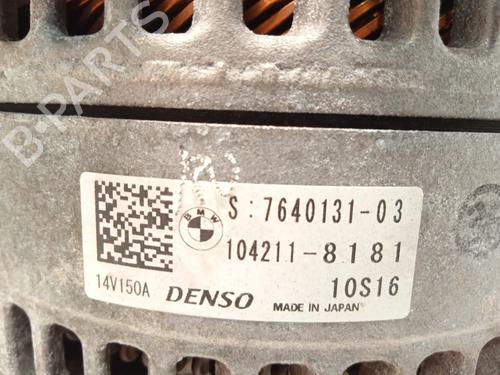 B-PARTS
S:7640131-03
BMW
104211-8181
14V150A DENSO 10S16
MADE IN JAPAN